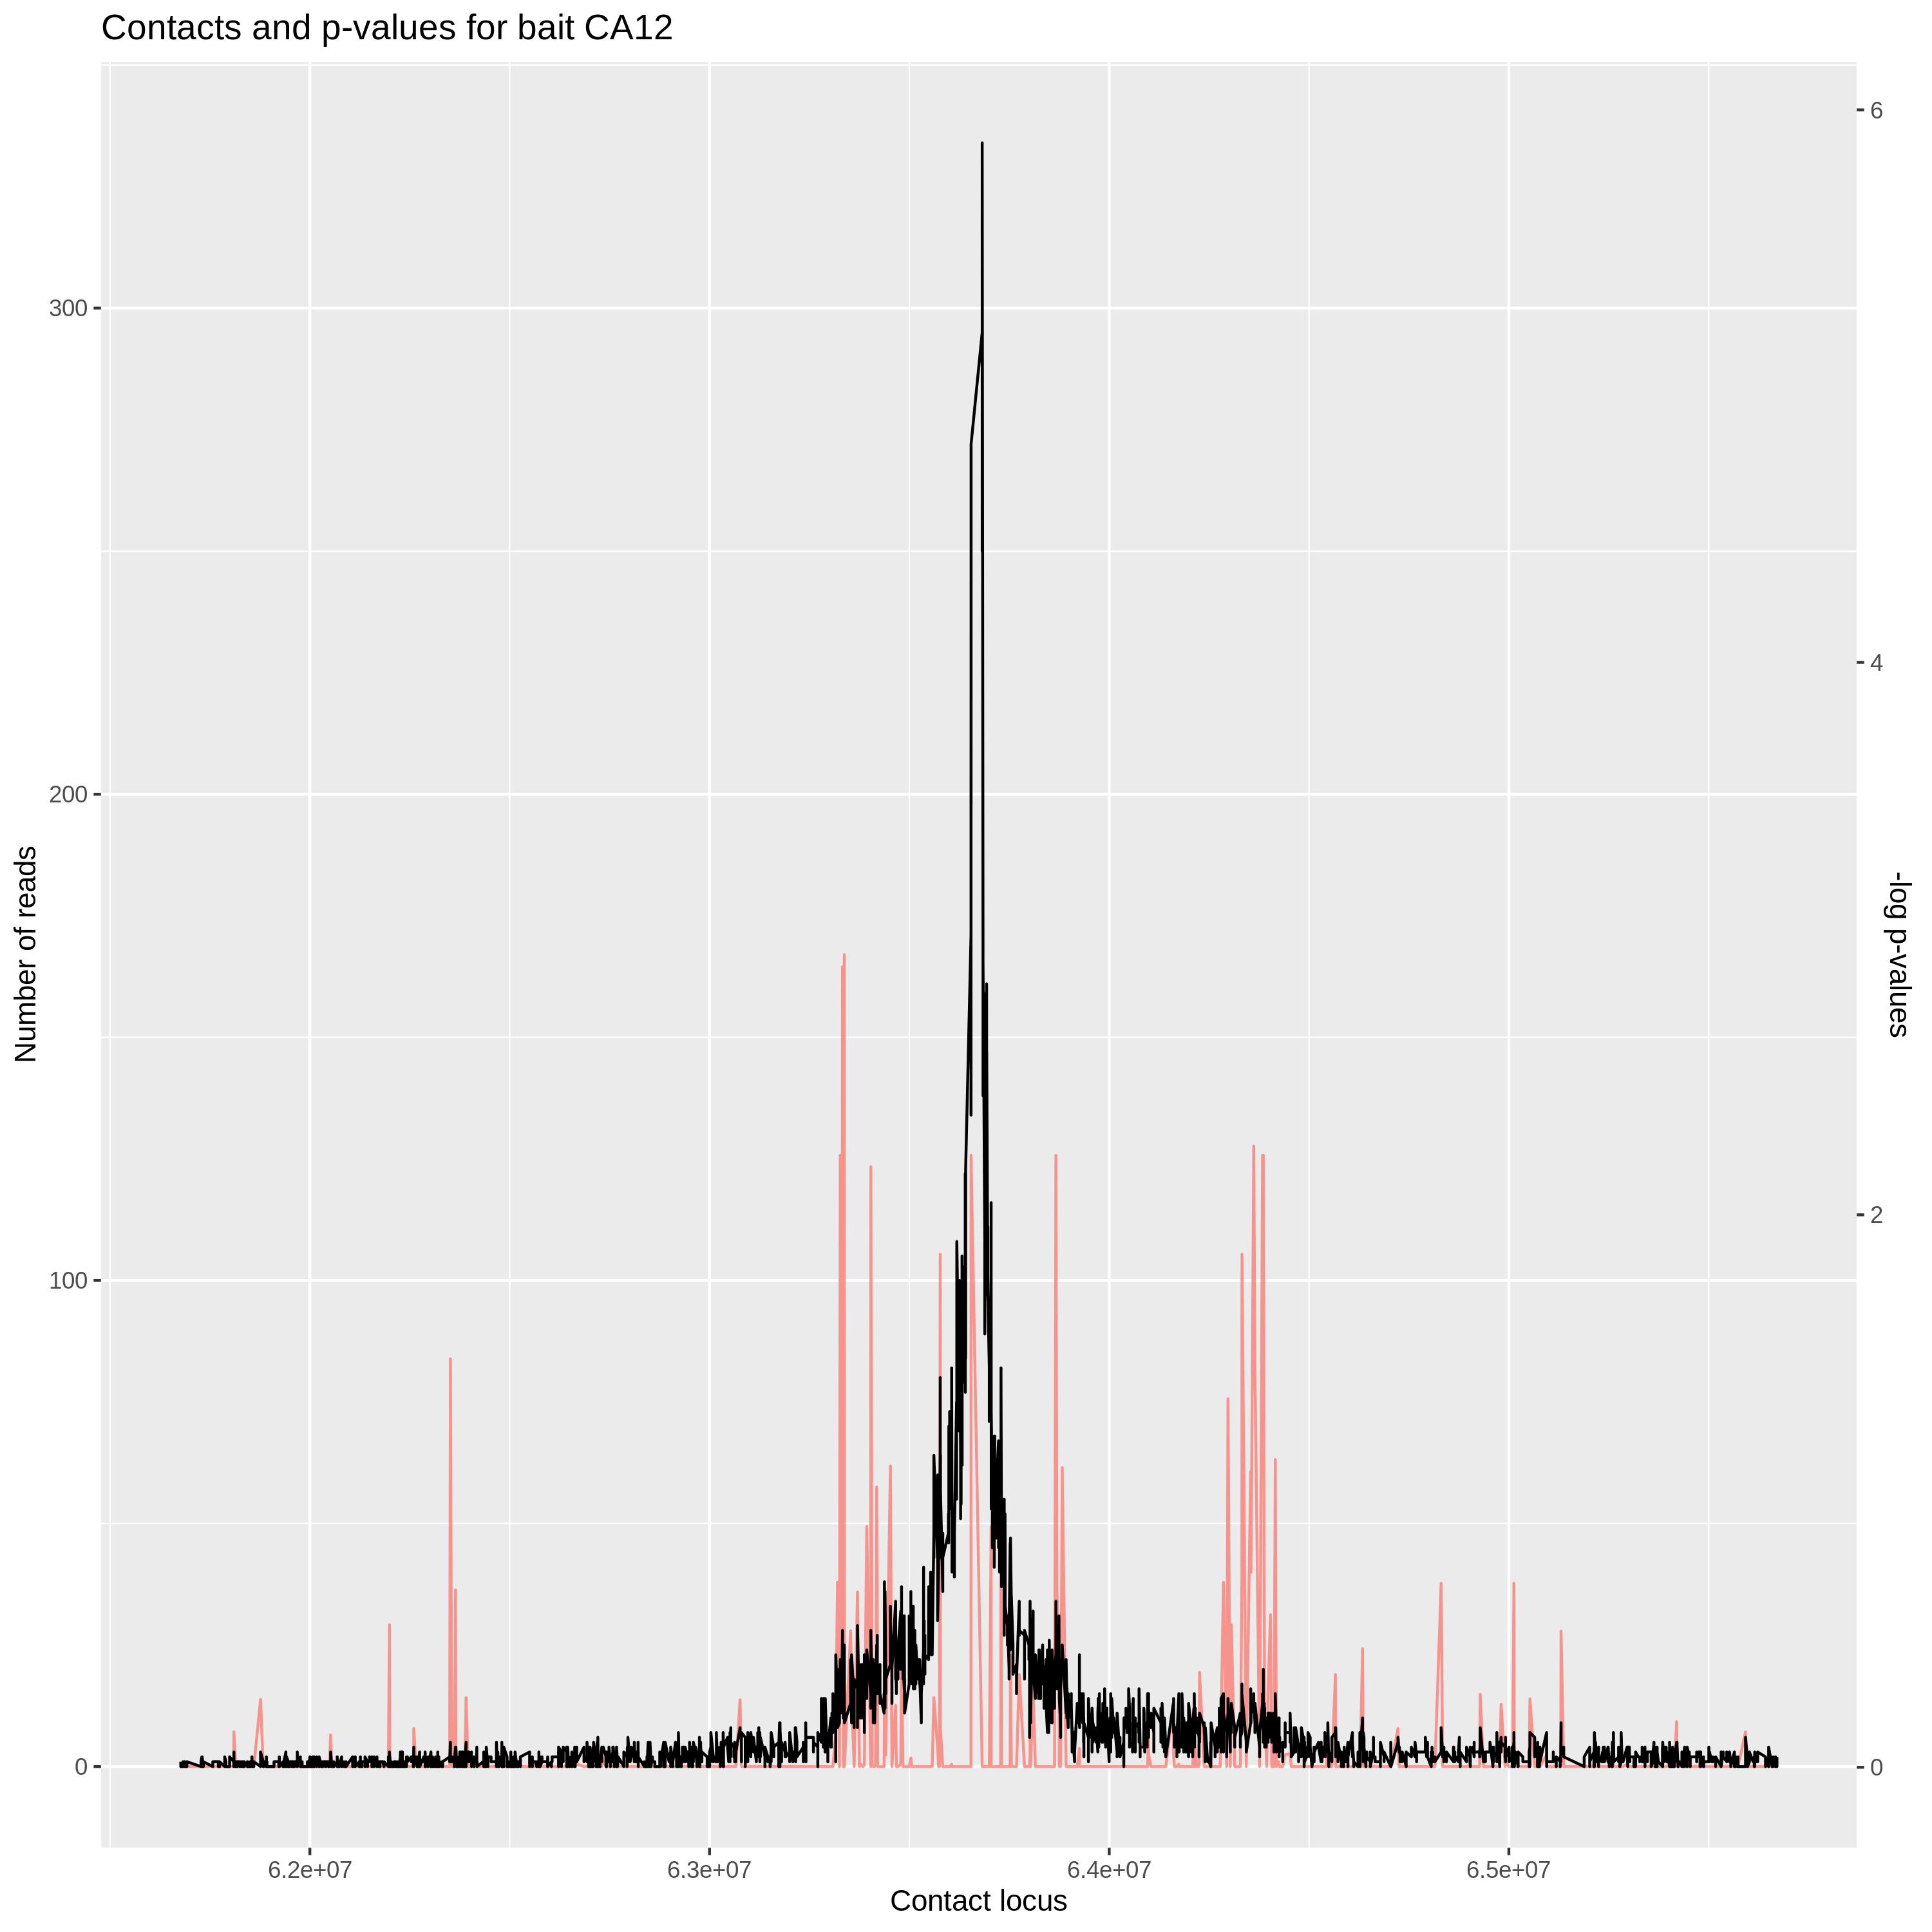 Contacts and p-values for bait CA12
6
300
4
200
Number of reads
-log p-values
2
100
0
0
6.2e+07
6.3e+07
6.4e+07
6.5e+07
Contact locus